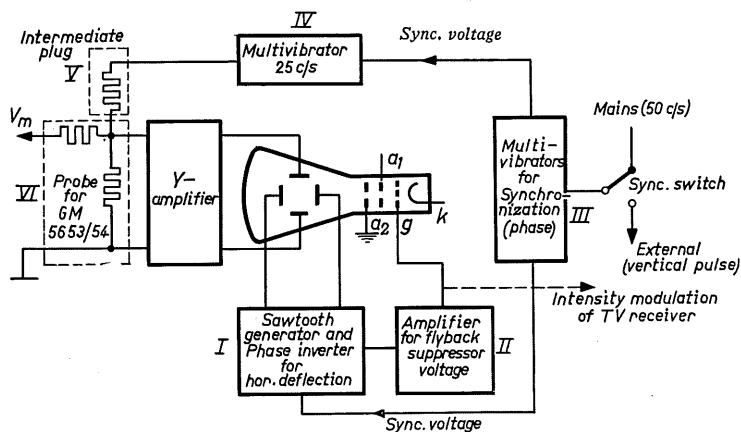 Intermediate
plug
V
IV
Multivibrator
25 c/s
Sync. voltage
Mains (50 c/s)
Vm
VI
Probe
for
GM
5653/54
Y-
amplifier
a1
a2
g
k
Multi-
vibrators
for
Synchro-
nization
(phase)
III
Sync. switch
External
(vertical pulse)
Intensity modulation
of TV receiver
I
Sawtooth
generator and
Phase inverter
for
hor. deflection
Amplifier
for flyback
suppressor
voltage
II
Sync. voltage